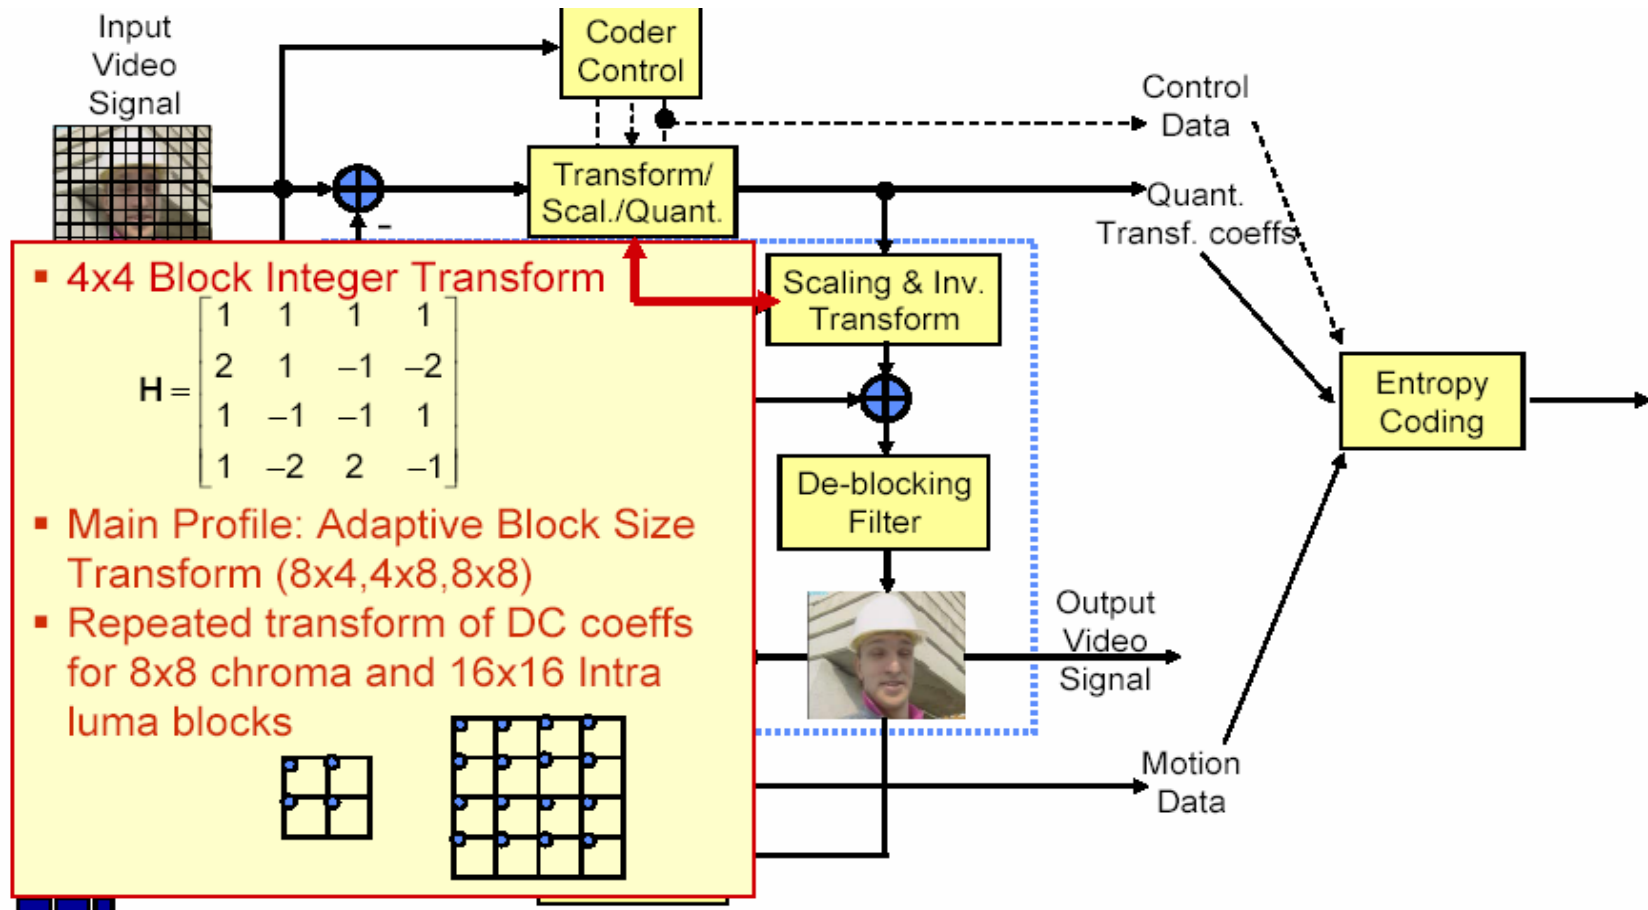 Input
Video
Signal
Coder
Control
Control
Data
Transform/
Scal./Quant.
-
Quant.
Transf. coeffs
▪ 4x4 Block Integer Transform
1 1 1 1
2 1 –1 –2
H =
1 –1 –1 1
1 –2 2 –1
▪ Main Profile: Adaptive Block Size
Transform (8x4,4x8,8x8)
▪ Repeated transform of DC coeffs
for 8x8 chroma and 16x16 Intra
luma blocks
Scaling & Inv.
Transform
De-blocking
Filter
Entropy
Coding
Output
Video
Signal
Motion
Data